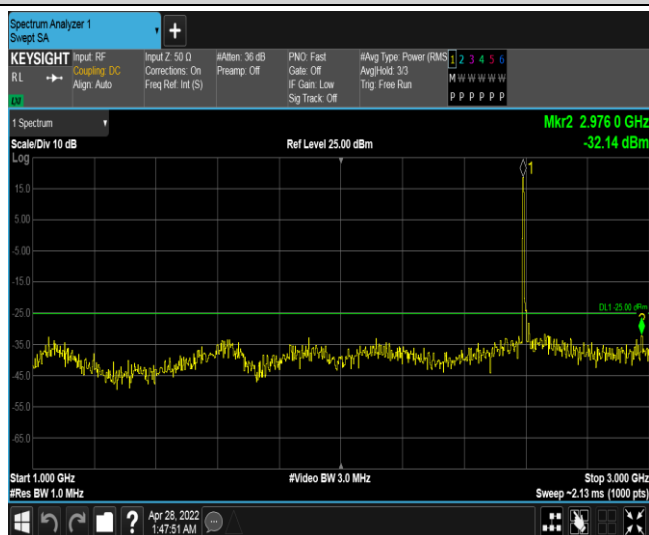 Spectrum Analyzer 1
Swept SA
KEYSIGHT
RL
Input: RF
Coupling: DC
Align: Auto
Input Z: 50 Ω
Corrections: On
Freq Ref: Int (S)
#Atten: 36 dB
Preamp: Off
PNO: Fast
Gate: Off
IF Gain: Low
Sig Track: Off
#Avg Type: Power (RMS
Avg|Hold: 3/3
Trig: Free Run
1 2 3 4 5 6
M W W W W W
P P P P P P
1 Spectrum
Mkr2 2.976 0 GHz
-32.14 dBm
Scale/Div 10 dB
Ref Level 25.00 dBm
Log
1
15.0
5.00
-5.00
-15.0
-25.0
DL1 -25.00 dBm
2
-35.0
-45.0
-55.0
-65.0
Start 1.000 GHz
#Video BW 3.0 MHz
Stop 3.000 GHz
#Res BW 1.0 MHz
Sweep ~2.13 ms (1000 pts)
?
Apr 28, 2022
1:47:51 AM